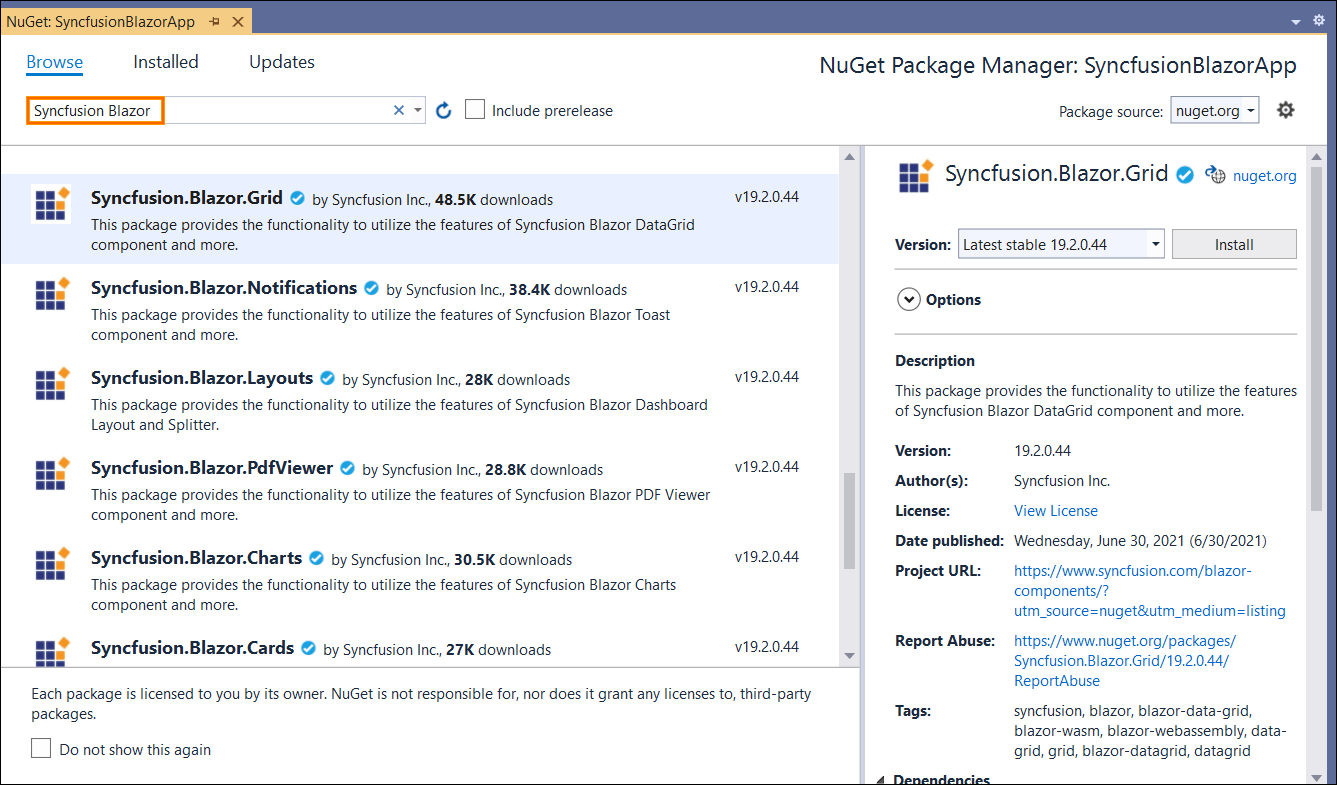 NuGet: SyncfusionBlazorApp
Browse Installed Updates
NuGet Package Manager: SyncfusionBlazorApp
Syncfusion Blazor
Include prerelease
Package source: nuget.org
Syncfusion.Blazor.Grid by Syncfusion Inc., 48.5K downloads v19.2.0.44
This package provides the functionality to utilize the features of Syncfusion Blazor DataGrid
component and more.
Syncfusion.Blazor.Notifications by Syncfusion Inc., 38.4K downloads v19.2.0.44
This package provides the functionality to utilize the features of Syncfusion Blazor Toast
component and more.
Syncfusion.Blazor.Layouts by Syncfusion Inc., 28K downloads v19.2.0.44
This package provides the functionality to utilize the features of Syncfusion Blazor Dashboard
Layout and Splitter.
Syncfusion.Blazor.PdfViewer by Syncfusion Inc., 28.8K downloads v19.2.0.44
This package provides the functionality to utilize the features of Syncfusion Blazor PDF Viewer
component and more.
Syncfusion.Blazor.Charts by Syncfusion Inc., 30.5K downloads v19.2.0.44
This package provides the functionality to utilize the features of Syncfusion Blazor Charts
component and more.
Syncfusion.Blazor.Cards by Syncfusion Inc., 27K downloads v19.2.0.44
Each package is licensed to you by its owner. NuGet is not responsible for, nor does it grant any licenses to, third-party
packages.
Do not show this again
Syncfusion.Blazor.Grid nuget.org
Version: Latest stable 19.2.0.44 Install
Options
Description
This package provides the functionality to utilize the features
of Syncfusion Blazor DataGrid component and more.
Version: 19.2.0.44
Author(s): Syncfusion Inc.
License: View License
Date published: Wednesday, June 30, 2021 (6/30/2021)
Project URL: https://www.syncfusion.com/blazor-
components/?
utm_source=nuget&utm_medium=listing
Report Abuse: https://www.nuget.org/packages/
Syncfusion.Blazor.Grid/19.2.0.44/
ReportAbuse
Tags: syncfusion, blazor, blazor-data-grid,
blazor-wasm, blazor-webassembly, data-
grid, grid, blazor-datagrid, datagrid
Dependencies